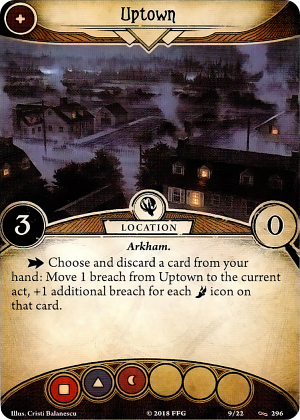 Uptown
3
LOCATION
0
Arkham.
Choose and discard a card from your
hand: Move 1 breach from Uptown to the current
act, +1 additional breach for each icon on
that card.
Illus. Cristi Balanescu
© 2018 FFG
9/22
296